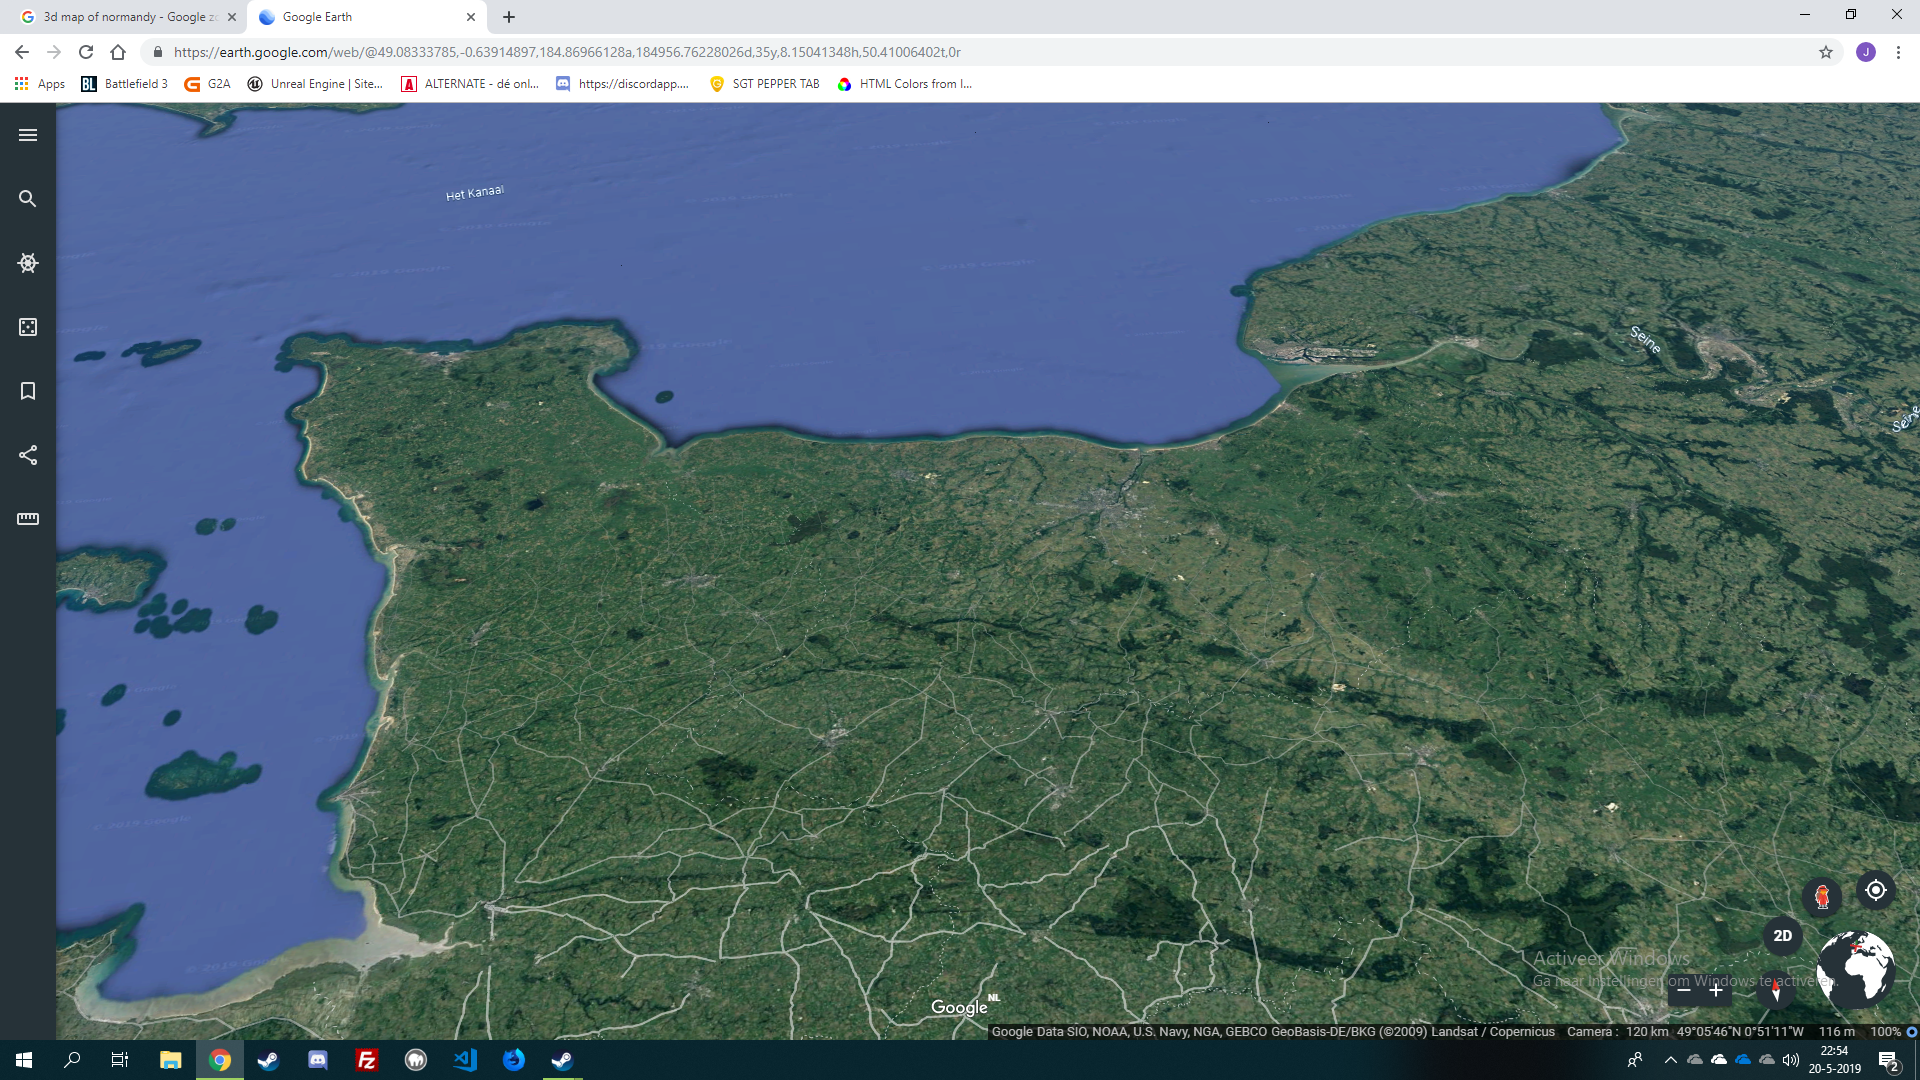 3d map of normandy - Google zo
Google Earth
https://earth.google.com/web/@49.08333785,-0.63914897,184.86966128a,184956.76228026d,35y,8.15041348h,50.41006402t,0r
J
Apps
BL
Battlefield 3
G2A
Unreal Engine | Site...
A
ALTERNATE - dé onl...
https://discordapp....
SGT PEPPER TAB
HTML Colors from I...
Het Kanaal
Seine
Seine
© 2019 Google
2D
Activeer Windows
Ga naar Instellingen om Windows te activeren.
Google NL
Google Data SIO, NOAA, U.S. Navy, NGA, GEBCO GeoBasis-DE/BKG (©2009) Landsat / Copernicus Camera : 120 km 49°05'46"N 0°51'11"W 116 m 100%
Fz
22:54
20-5-2019
2